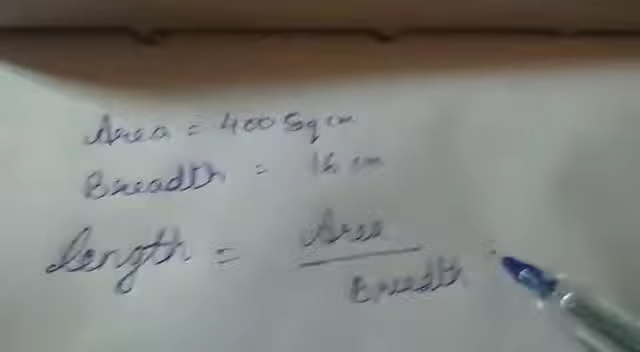 Area = 400 Sq cm
Breadth = 16 cm
Length = Area
Breadth =